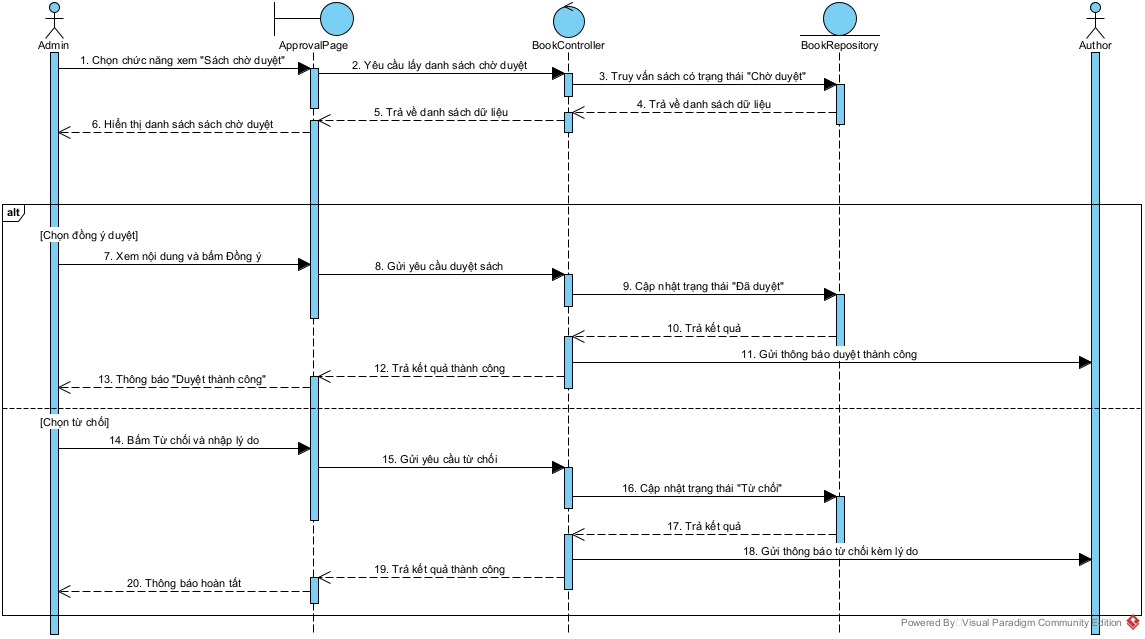 Admin
ApprovalPage
BookController
BookRepository
Author
1. Chọn chức năng xem "Sách chờ duyệt"
2. Yêu cầu lấy danh sách chờ duyệt
3. Truy vấn sách có trạng thái "Chờ duyệt"
4. Trả về danh sách dữ liệu
5. Trả về danh sách dữ liệu
6. Hiển thị danh sách sách chờ duyệt
alt
[Chọn đồng ý duyệt]
7. Xem nội dung và bấm Đồng ý
8. Gửi yêu cầu duyệt sách
9. Cập nhật trạng thái "Đã duyệt"
10. Trả kết quả
11. Gửi thông báo duyệt thành công
12. Trả kết quả thành công
13. Thông báo "Duyệt thành công"
[Chọn từ chối]
14. Bấm Từ chối và nhập lý do
15. Gửi yêu cầu từ chối
16. Cập nhật trạng thái "Từ chối"
17. Trả kết quả
18. Gửi thông báo từ chối kèm lý do
19. Trả kết quả thành công
20. Thông báo hoàn tất
Powered By Visual Paradigm Community Edition